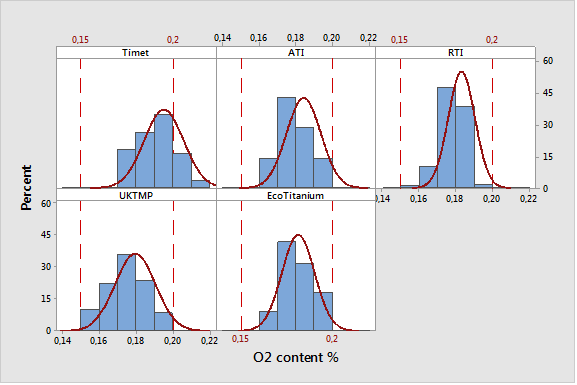 0,14 0,16 0,18 0,20 0,22
0,15 0,2 0,15 0,2
Timet ATI RTI
60
45
30
15
0
0,14 0,16 0,18 0,20 0,22
Percent
UKTMP EcoTitanium
60
45
30
15
0
0,15 0,2
0,14 0,16 0,18 0,20 0,22
O2 content %